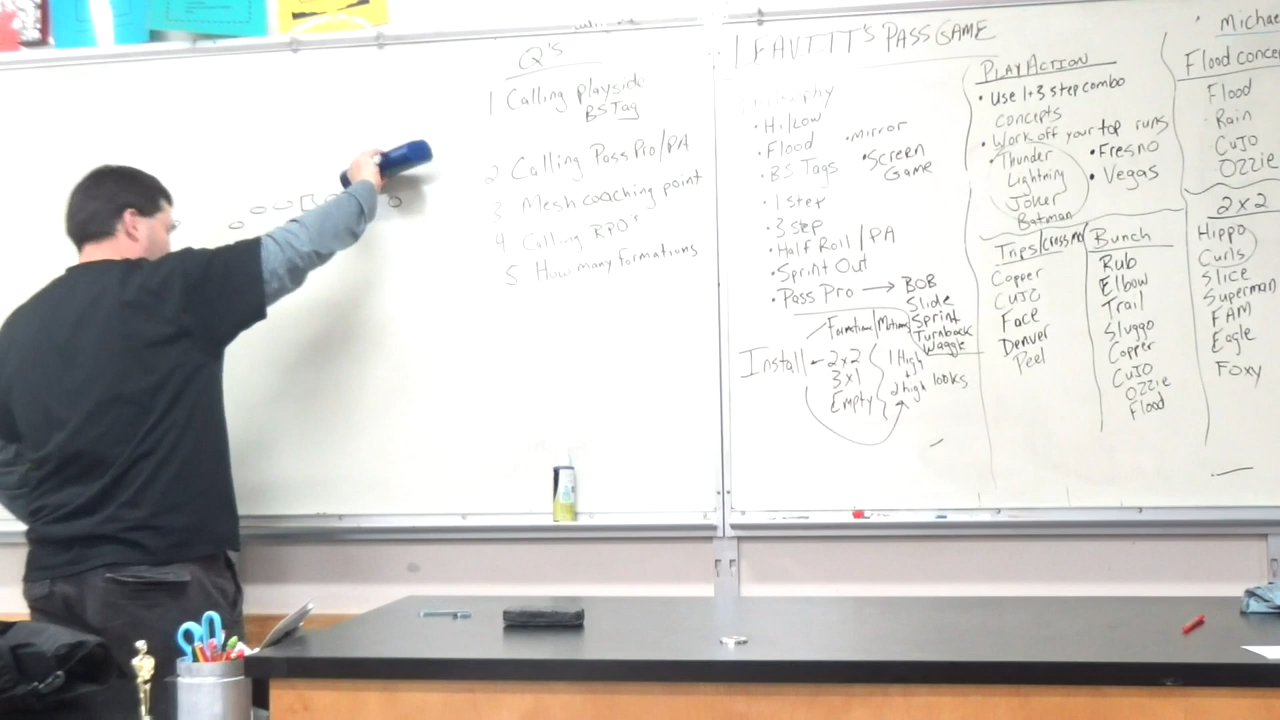 Q's
1 Calling playside
BS Tag
2 Calling Pass Pro/PA
3 Mesh coaching point
4 Calling RPO's
5 How many formations
LEAVITT'S PASS GAME
• Hi/Low
• Flood
• Mirror
• BS Tags
• Screen
Game
• 1 step
• 3 step
• Half Roll / PA
• Sprint Out
• Pass Pro → BOB
Slide
Sprint
Turnback
Waggle
Formations/Motions
Install
2x2
3x1
Empty
1 High
2 high looks
PLAY ACTION
• Use 1+3 step combo
concepts
• Work off your top runs
• Thunder
Lightning
Joker
Batman
• Fresno
• Vegas
Trips/
Copper
CUJO
Face
Denver
Peel
Bunch
Rub
Elbow
Trail
Sluggo
Copper
CUJO
OZZIE
Flood
Michae
Flood conce
Flood
Rain
CUJO
OZZIE
2x2
Hippo
Curls
Slice
Superman
FAM
Eagle
Foxy